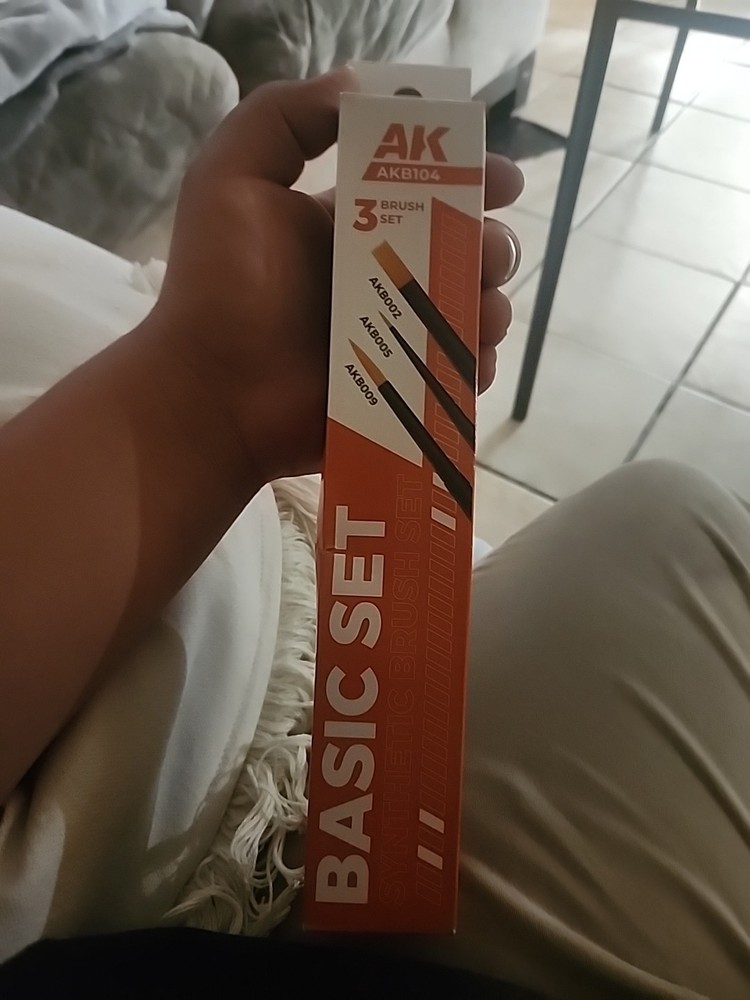 AK
AKB104
3 BRUSH
SET
AKB002
AKB005
AKB009
BASIC SET
SYNTHETIC BRUSH SET